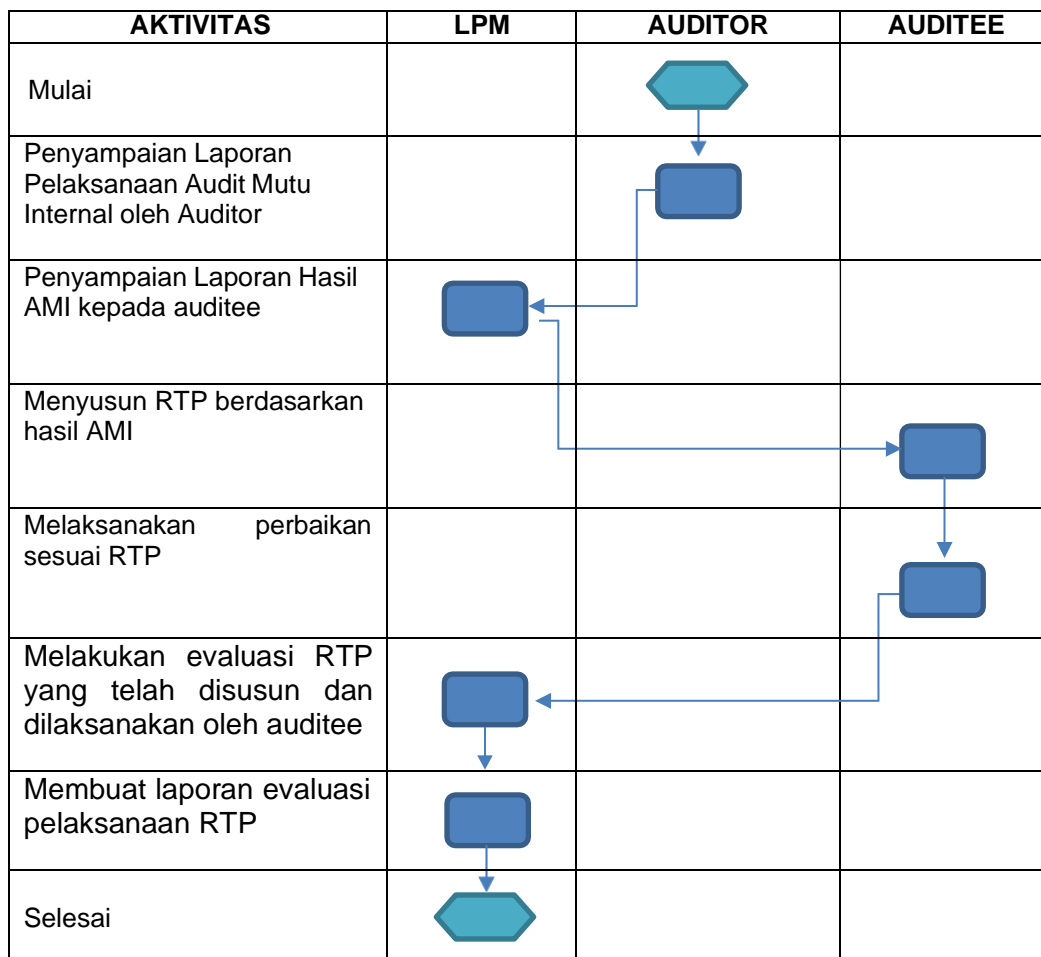 AKTIVITAS LPM AUDITOR AUDITEE
Mulai
Penyampaian Laporan
Pelaksanaan Audit Mutu
Internal oleh Auditor
Penyampaian Laporan Hasil
AMI kepada auditee
Menyusun RTP berdasarkan
hasil AMI
Melaksanakan perbaikan
sesuai RTP
Melakukan evaluasi RTP
yang telah disusun dan
dilaksanakan oleh auditee
Membuat laporan evaluasi
pelaksanaan RTP
Selesai